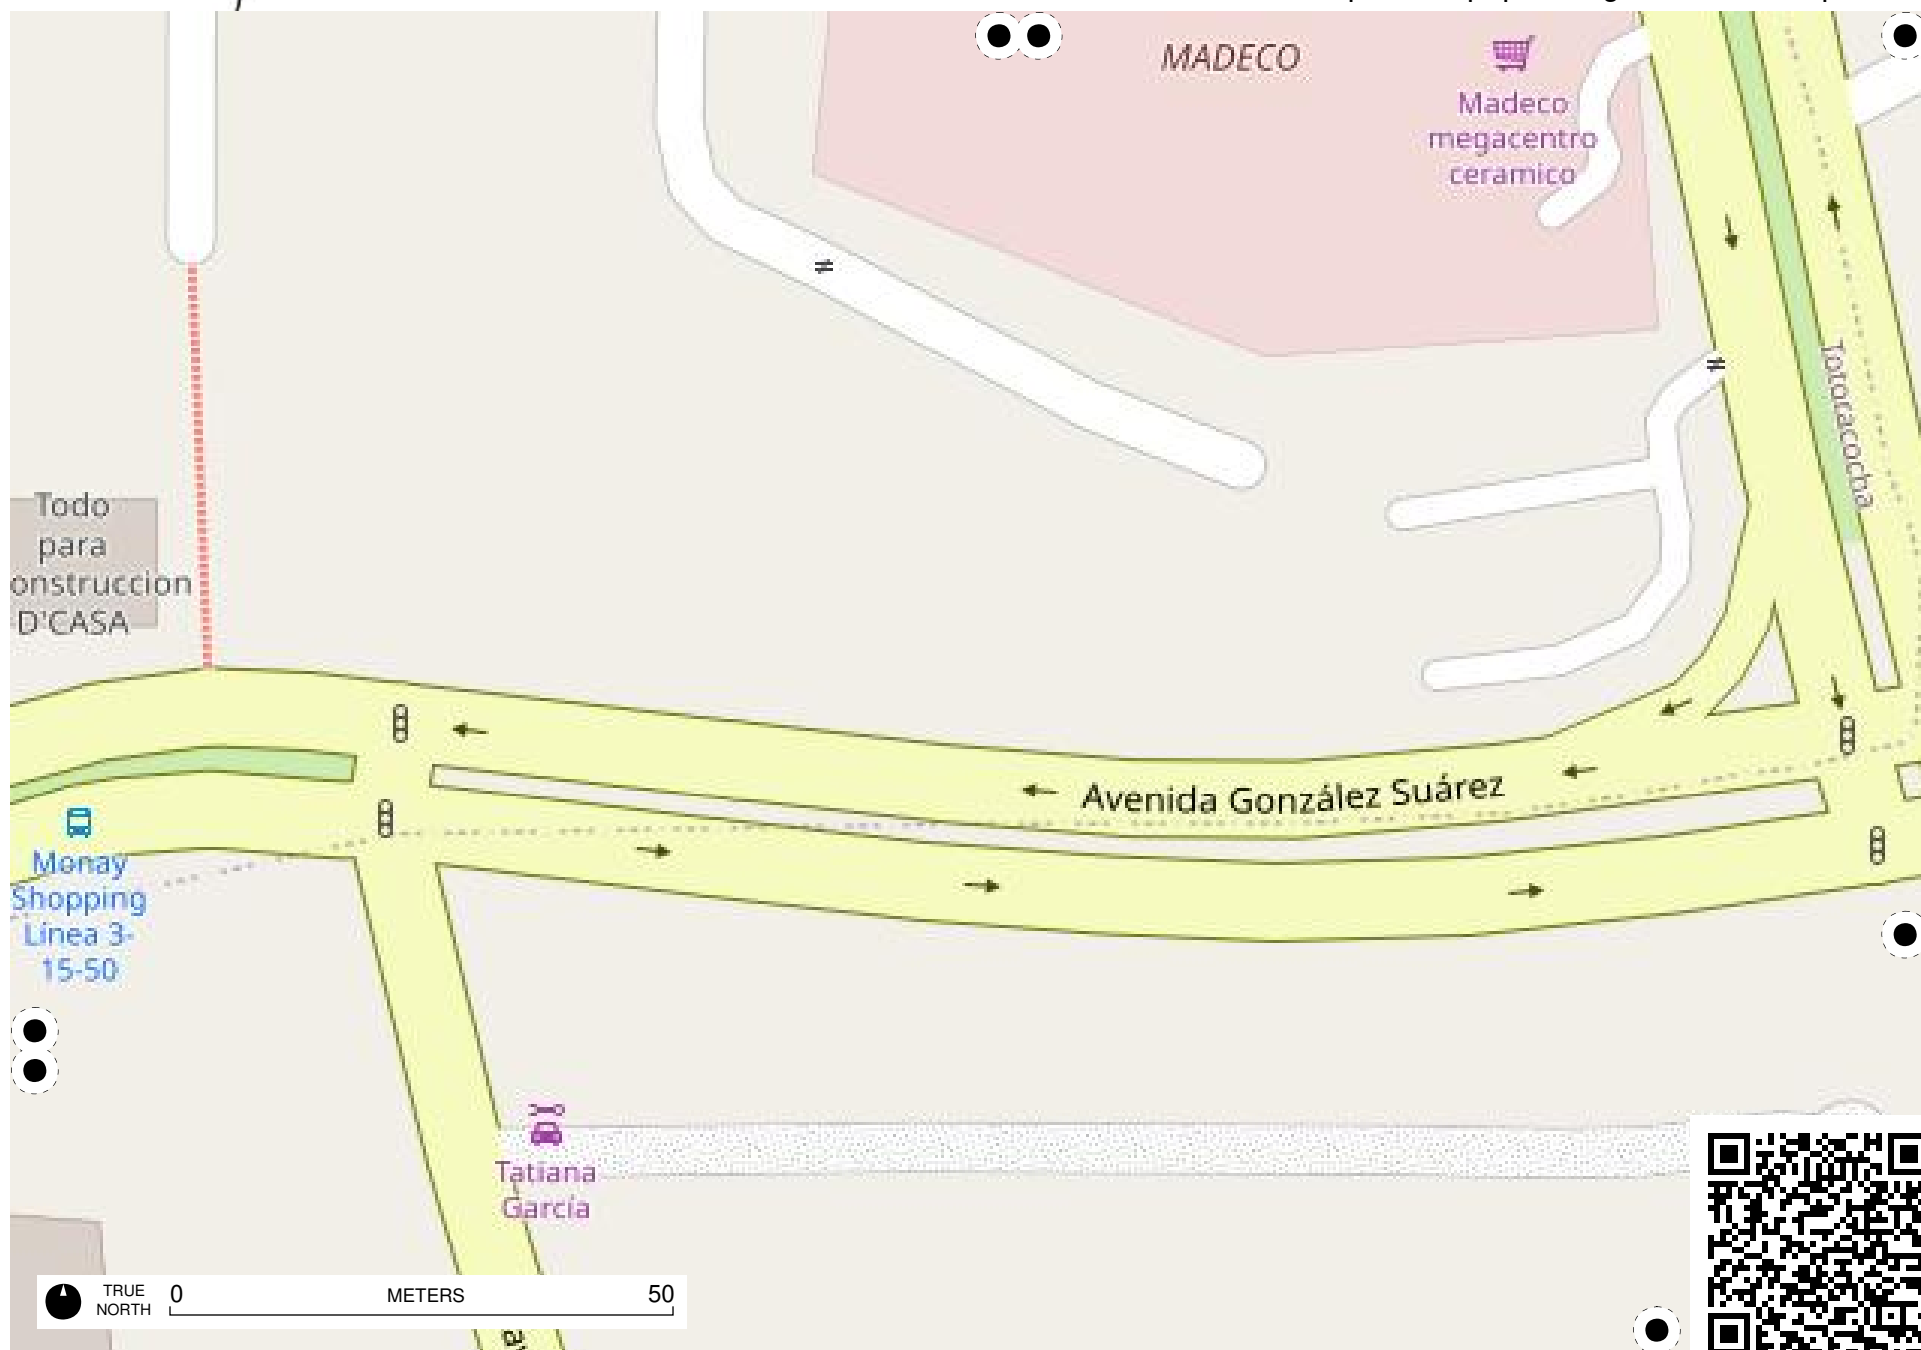 MADECO
Madeco
megacentro
ceramico
Totoracocha
Todo
para
onstruccion
D'CASA
Avenida González Suárez
Monay
Shopping
Línea 3-
15-50
Tatiana
García
TRUE
NORTH
0
METERS
50